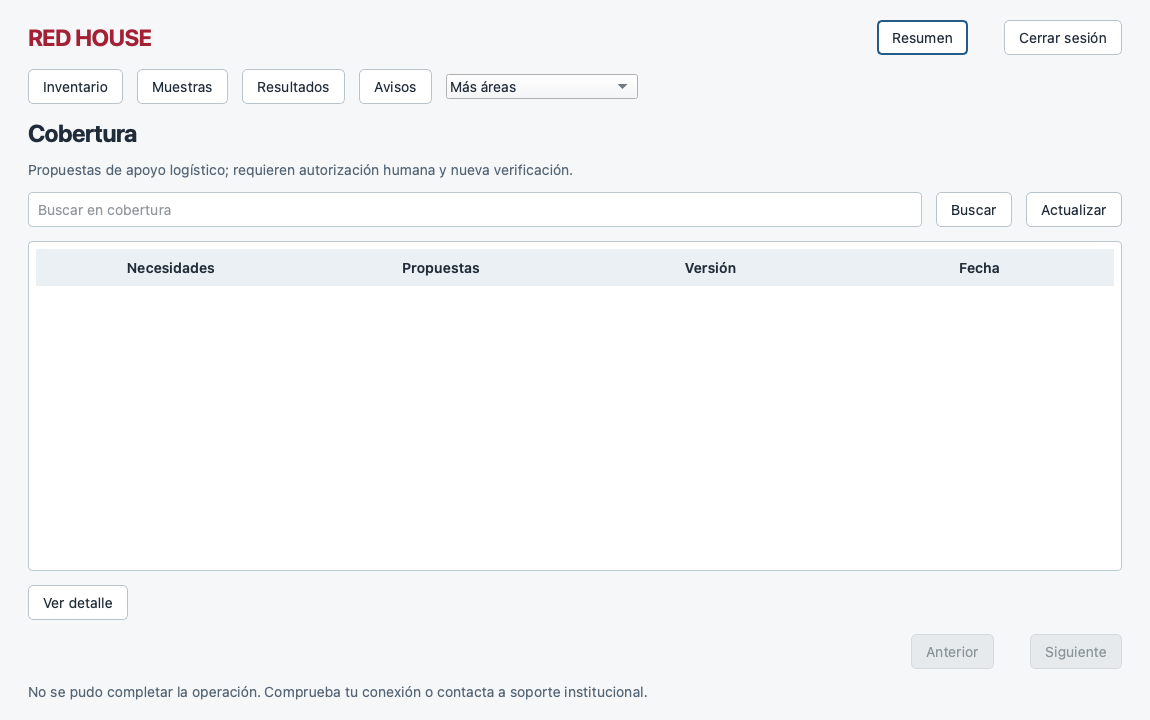 RED HOUSE
Resumen
Cerrar sesión
Inventario
Muestras
Resultados
Avisos
Más áreas
Cobertura
Propuestas de apoyo logístico; requieren autorización humana y nueva verificación.
Buscar en cobertura
Buscar
Actualizar
Necesidades
Propuestas
Versión
Fecha
Ver detalle
Anterior
Siguiente
No se pudo completar la operación. Comprueba tu conexión o contacta a soporte institucional.